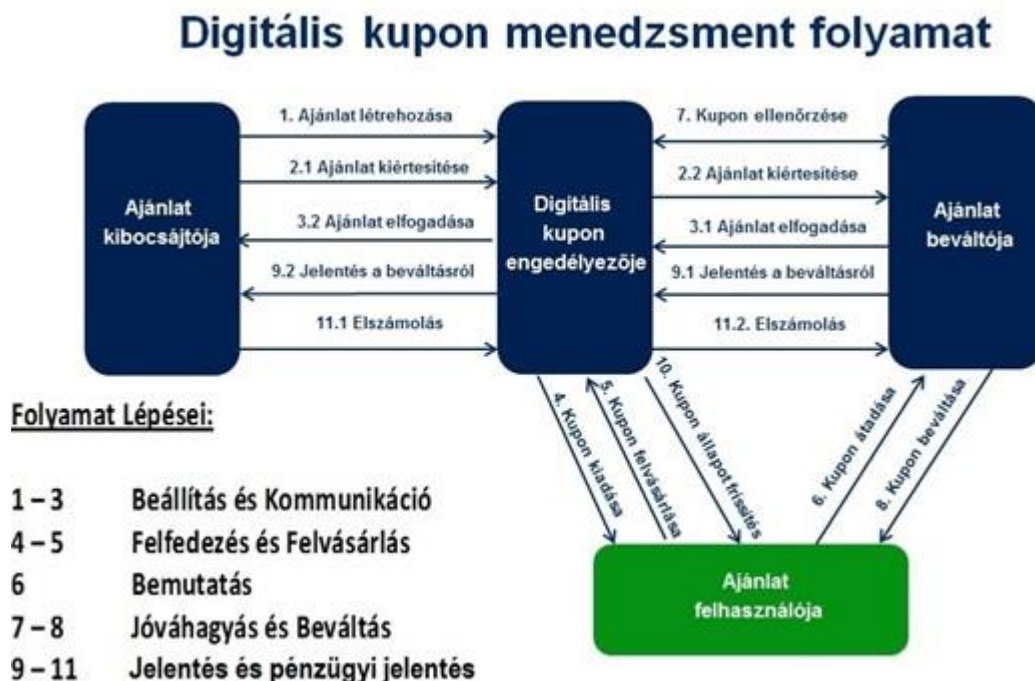 Digitális kupon menedzsment folyamat
1. Ajánlat létrehozása
2.1 Ajánlat kiértesítése
3.2 Ajánlat elfogadása
9.2 Jelentés a beváltásról
11.1 Elszámolás
Ajánlat
kibocsájtója
Digitális
kupon
engedélyezője
7. Kupon ellenőrzése
2.2 Ajánlat kiértesítése
3.1 Ajánlat elfogadása
9.1 Jelentés a beváltásról
11.2. Elszámolás
Ajánlat
beváltója
4. Kupon kiadása
5. Kupon felvásárlása
10. Kupon állapot fríssítés
6. Kupon átadása
8. Kupon beváltása
Ajánlat
felhasználója
Folyamat Lépései:
1 – 3 Beállítás és Kommunikáció
4 – 5 Felfedezés és Felvásárlás
6 Bemutatás
7 – 8 Jóváhagyás és Beváltás
9 – 11 Jelentés és pénzügyi jelentés